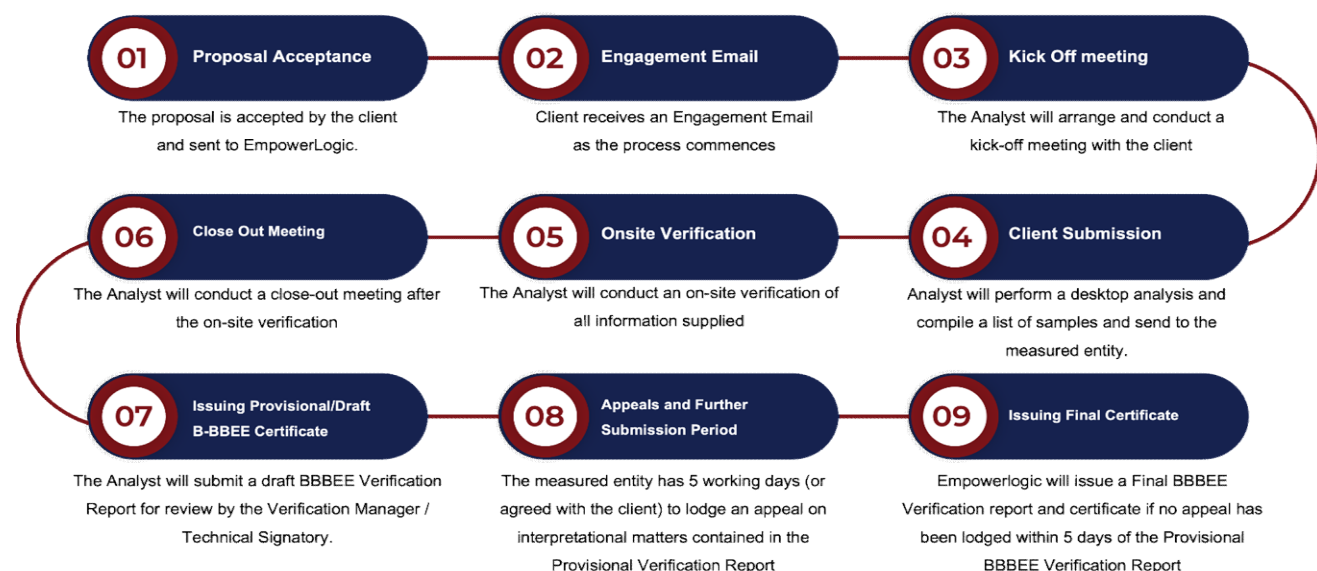 01
Proposal Acceptance
The proposal is accepted by the client
and sent to EmpowerLogic.
02
Engagement Email
Client receives an Engagement Email
as the process commences
03
Kick Off meeting
The Analyst will arrange and conduct a
kick-off meeting with the client
04
Client Submission
Analyst will perform a desktop analysis and
compile a list of samples and send to the
measured entity.
05
Onsite Verification
The Analyst will conduct an on-site verification of
all information supplied
06
Close Out Meeting
The Analyst will conduct a close-out meeting after
the on-site verification
07
Issuing Provisional/Draft
B-BBEE Certificate
The Analyst will submit a draft BBBEE Verification
Report for review by the Verification Manager /
Technical Signatory.
08
Appeals and Further
Submission Period
The measured entity has 5 working days (or
agreed with the client) to lodge an appeal on
interpretational matters contained in the
Provisional Verification Report
09
Issuing Final Certificate
Empowerlogic will issue a Final BBBEE
Verification report and certificate if no appeal has
been lodged within 5 days of the Provisional
BBBEE Verification Report